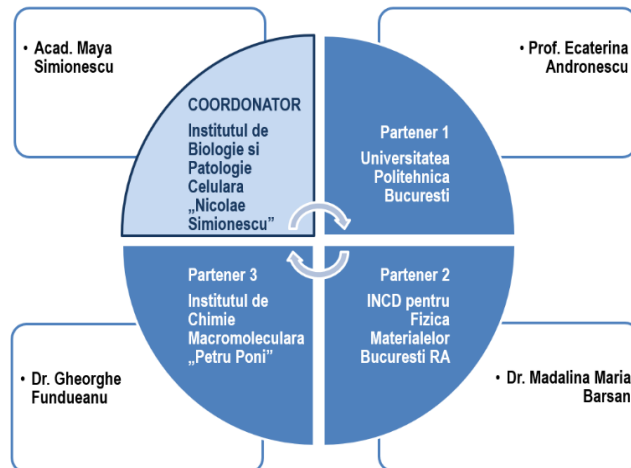 • Acad. Maya
Simionescu
• Prof. Ecaterina
Andronescu
COORDONATOR
Institutul de
Biologie si
Patologie
Celulara
„Nicolae
Simionescu”
Partener 1
Universitatea
Politehnica
Bucuresti
Partener 3
Institutul de
Chimie
Macromoleculara
„Petru Poni”
Partener 2
INCD pentru
Fizica
Materialelor
Bucuresti RA
• Dr. Gheorghe
Fundueanu
• Dr. Madalina Maria
Barsan